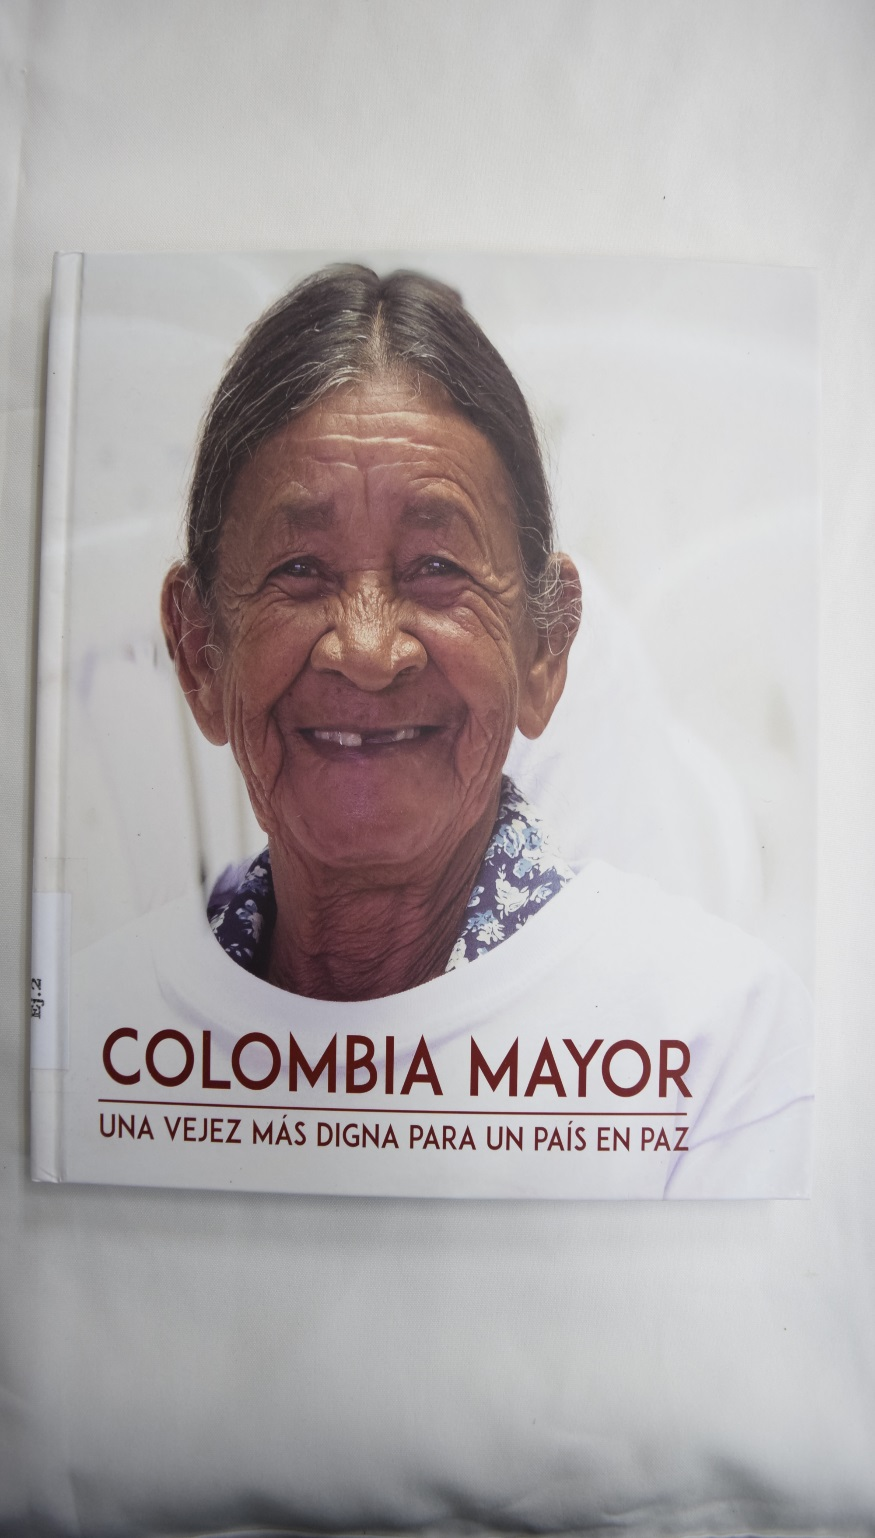 COLOMBIA MAYOR
UNA VEJEZ MÁS DIGNA PARA UN PAÍS EN PAZ
Ej.2